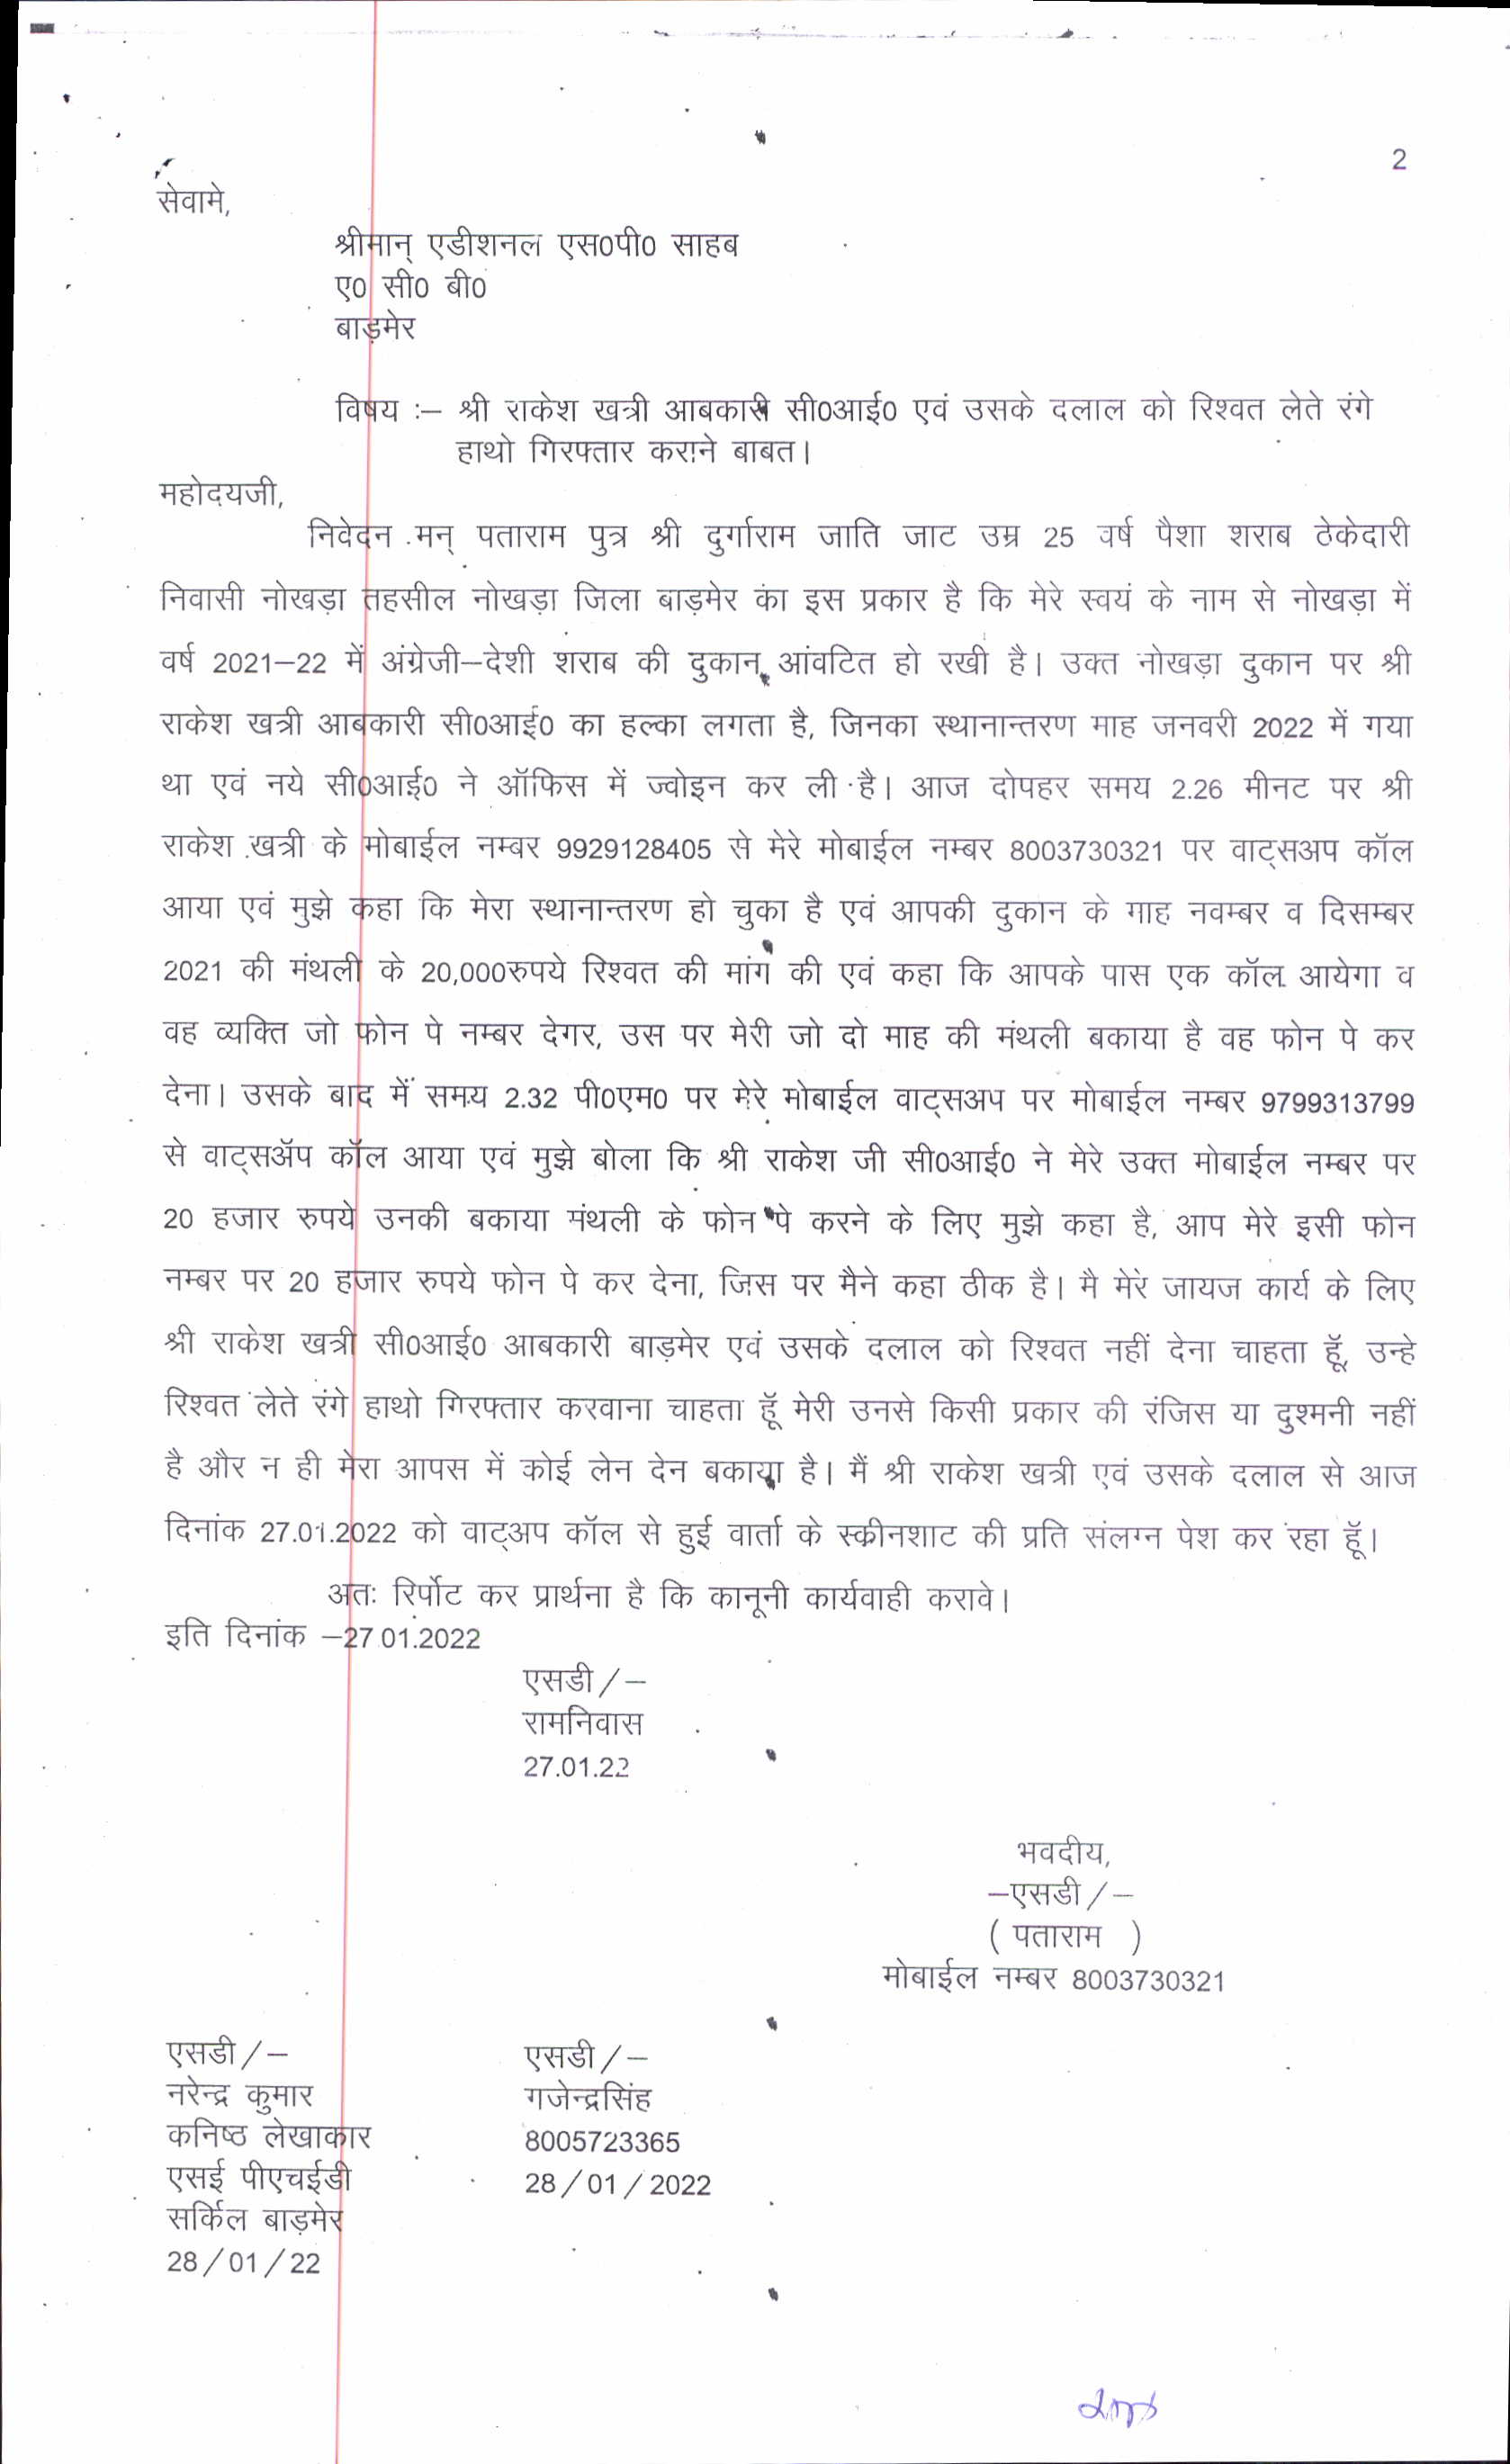 2
सेवामे,
श्रीमान् एडीशनल एस0पी0 साहब
ए0 सी0 बी0
बाड़मेर
विषय :– श्री राकेश खत्री आबकारी सी0आई0 एवं उसके दलाल को रिश्वत लेते रंगे
हाथो गिरफ्तार कराने बाबत।
महोदयजी,
निवेदन मन् पताराम पुत्र श्री दुर्गाराम जाति जाट उम्र 25 वर्ष पैशा शराब ठेकेदारी
निवासी नोखड़ा तहसील नोखड़ा जिला बाड़मेर का इस प्रकार है कि मेरे स्वयं के नाम से नोखड़ा में
वर्ष 2021–22 में अंग्रेजी–देशी शराब की दुकान आंवटित हो रखी है। उक्त नोखड़ा दुकान पर श्री
राकेश खत्री आबकारी सी0आई0 का हल्का लगता है, जिनका स्थानान्तरण माह जनवरी 2022 में गया
था एवं नये सी0आई0 ने ऑफिस में ज्वोइन कर ली है। आज दोपहर समय 2.26 मीनट पर श्री
राकेश खत्री के मोबाईल नम्बर 9929128405 से मेरे मोबाईल नम्बर 8003730321 पर वाट्सअप कॉल
आया एवं मुझे कहा कि मेरा स्थानान्तरण हो चुका है एवं आपकी दुकान के माह नवम्बर व दिसम्बर
2021 की मंथली के 20,000रुपये रिश्वत की मांग की एवं कहा कि आपके पास एक कॉल आयेगा व
वह व्यक्ति जो फोन पे नम्बर देगर, उस पर मेरी जो दो माह की मंथली बकाया है वह फोन पे कर
देना। उसके बाद में समय 2.32 पी0एम0 पर मेरे मोबाईल वाट्सअप पर मोबाईल नम्बर 9799313799
से वाट्सॲप कॉल आया एवं मुझे बोला कि श्री राकेश जी सी0आई0 ने मेरे उक्त मोबाईल नम्बर पर
20 हजार रुपये उनकी बकाया मंथली के फोन पे करने के लिए मुझे कहा है, आप मेरे इसी फोन
नम्बर पर 20 हजार रुपये फोन पे कर देना, जिस पर मैने कहा ठीक है। मै मेरे जायज कार्य के लिए
श्री राकेश खत्री सी0आई0 आबकारी बाड़मेर एवं उसके दलाल को रिश्वत नहीं देना चाहता हूॅ, उन्हे
रिश्वत लेते रंगे हाथो गिरफ्तार करवाना चाहता हूॅ मेरी उनसे किसी प्रकार की रंजिस या दुश्मनी नहीं
है और न ही मेरा आपस में कोई लेन देन बकाया है। मैं श्री राकेश खत्री एवं उसके दलाल से आज
दिनांक 27.01.2022 को वाट्अप कॉल से हुई वार्ता के स्क्रीनशाट की प्रति संलग्न पेश कर रहा हूॅ।
अतः रिर्पोट कर प्रार्थना है कि कानूनी कार्यवाही करावे।
इति दिनांक –27.01.2022
एसडी/–
रामनिवास
27.01.22
भवदीय,
–एसडी/–
( पताराम )
मोबाईल नम्बर 8003730321
एसडी/– एसडी/–
नरेन्द्र कुमार गजेन्द्रसिंह
कनिष्ठ लेखाकार 8005723365
एसई पीएचईडी 28/01/2022
सर्किल बाड़मेर
28/01/22